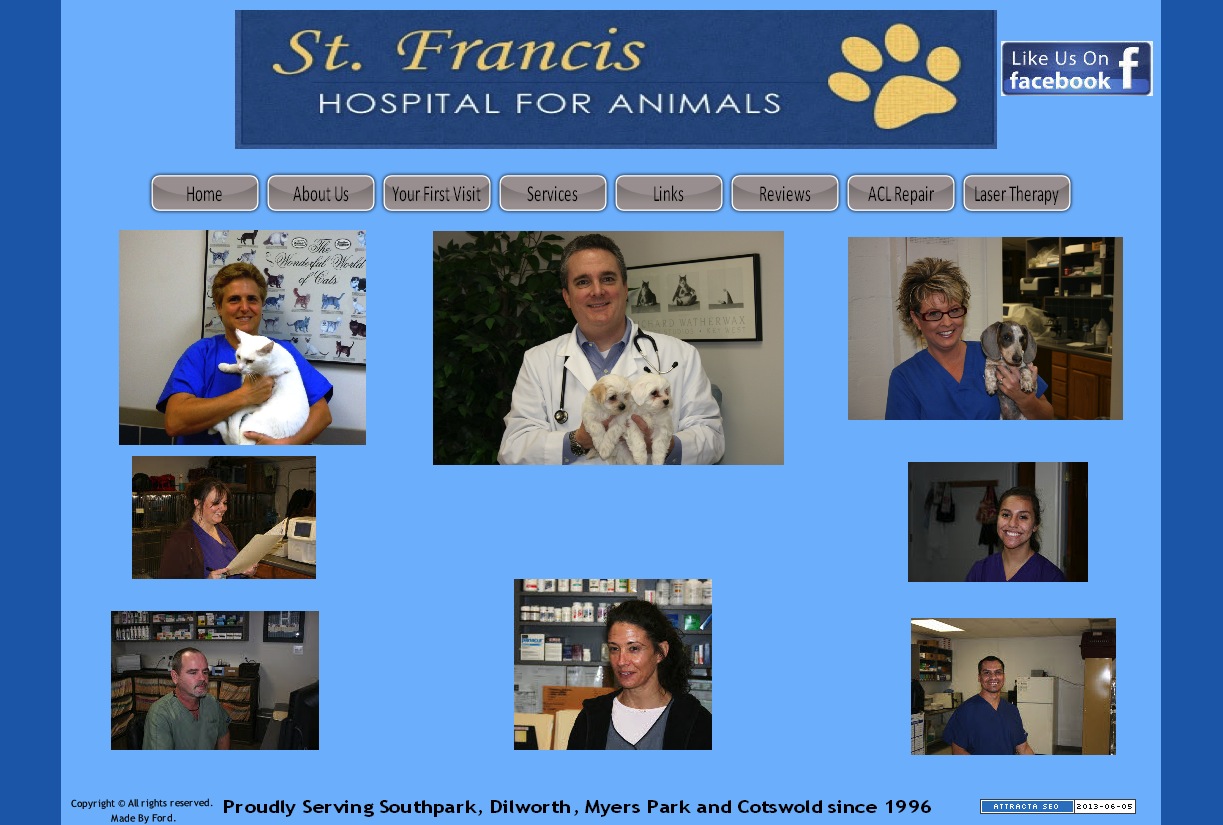 St. Francis
HOSPITAL FOR ANIMALS
Like Us On
facebook f
Home
About Us
Your First Visit
Services
Links
Reviews
ACL Repair
Laser Therapy
The
Wonderful World
of Cats
WATHERWAX
Copyright © All rights reserved.
Made By Ford.
Proudly Serving Southpark, Dilworth, Myers Park and Cotswold since 1996
ATTRACTA SEO 2013-06-05